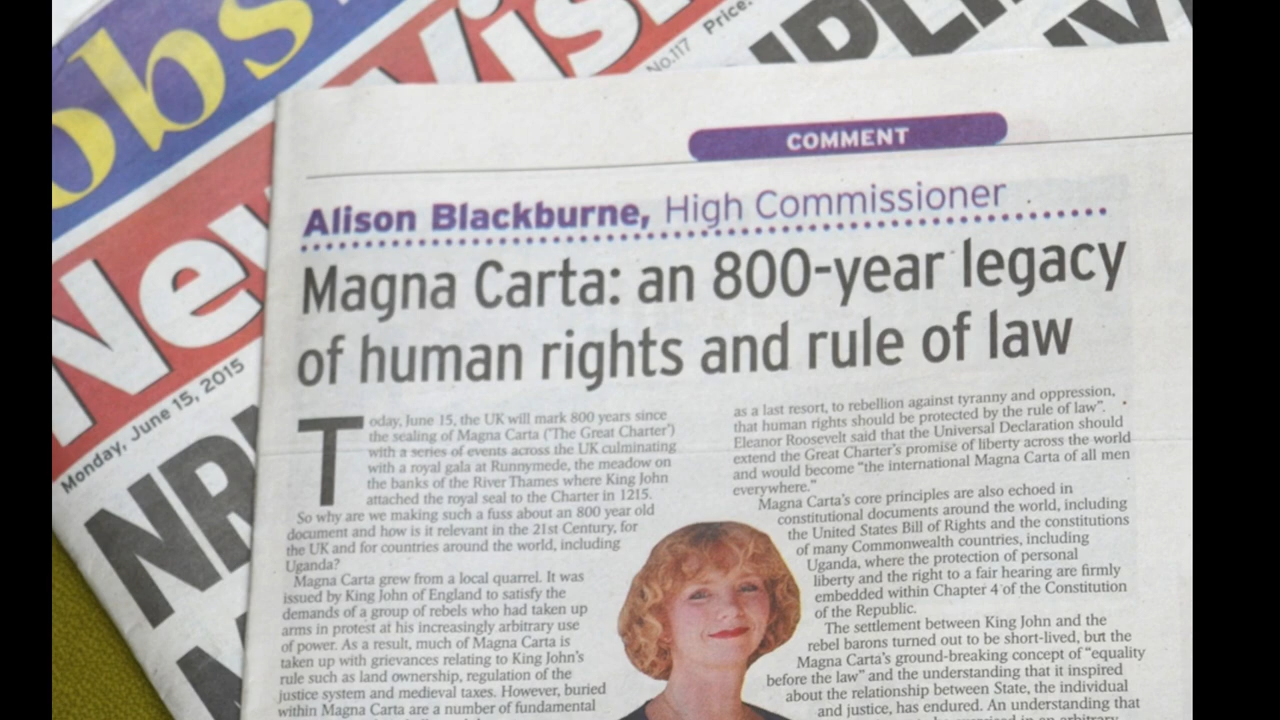 obs
New Vis
No.117 Price:
Monday, June 15, 2015
COMMENT
Alison Blackburne, High Commissioner
Magna Carta: an 800-year legacy
of human rights and rule of law
Today, June 15, the UK will mark 800 years since
the sealing of Magna Carta ('The Great Charter')
with a series of events across the UK culminating
with a royal gala at Runnymede, the meadow on
the banks of the River Thames where King John
attached the royal seal to the Charter in 1215.
So why are we making such a fuss about an 800 year old
document and how is it relevant in the 21st Century, for
the UK and for countries around the world, including
Uganda?
Magna Carta grew from a local quarrel. It was
issued by King John of England to satisfy the
demands of a group of rebels who had taken up
arms in protest at his increasingly arbitrary use
of power. As a result, much of Magna Carta is
taken up with grievances relating to King John's
rule such as land ownership, regulation of the
justice system and medieval taxes. However, buried
within Magna Carta are a number of fundamental
as a last resort, to rebellion against tyranny and oppression,
that human rights should be protected by the rule of law".
Eleanor Roosevelt said that the Universal Declaration should
extend the Great Charter's promise of liberty across the world
and would become "the international Magna Carta of all men
everywhere."
Magna Carta's core principles are also echoed in
constitutional documents around the world, including
the United States Bill of Rights and the constitutions
of many Commonwealth countries, including
Uganda, where the protection of personal
liberty and the right to a fair hearing are firmly
embedded within Chapter 4 of the Constitution
of the Republic.
The settlement between King John and the
rebel barons turned out to be short-lived, but the
Magna Carta's ground-breaking concept of "equality
before the law" and the understanding that it inspired
about the relationship between State, the individual
and justice, has endured. An understanding that